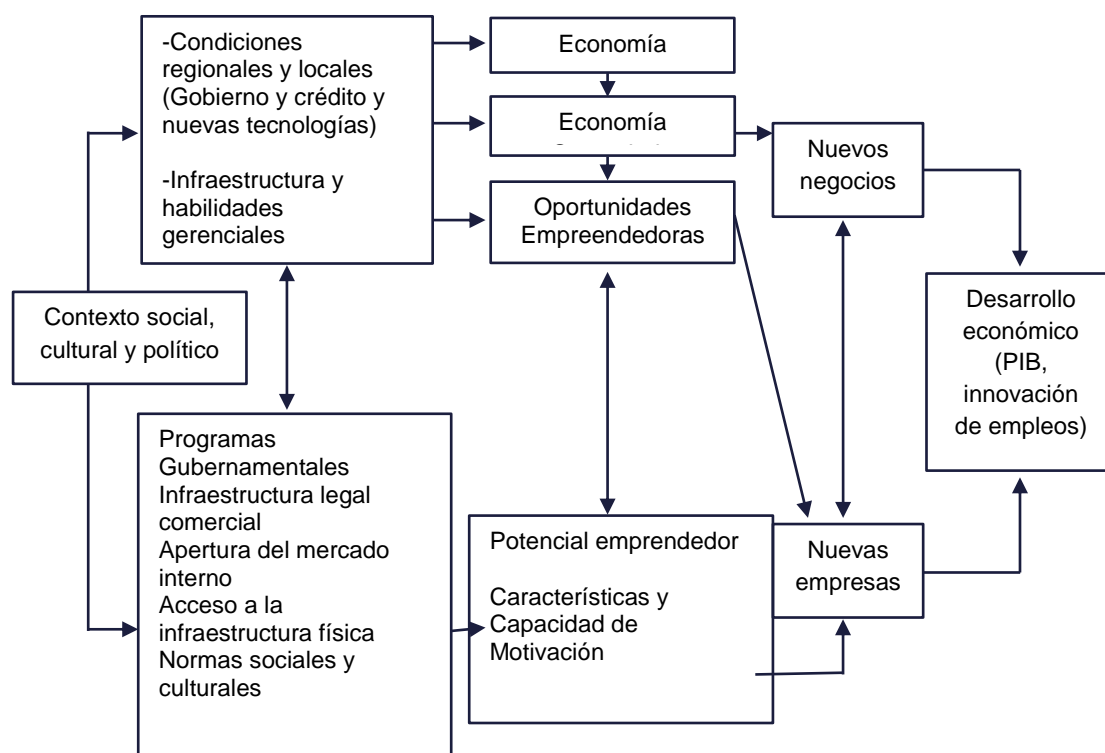 -Condiciones
regionales y locales
(Gobierno y crédito y
nuevas tecnologías)
-Infraestructura y
habilidades
gerenciales
Economía
Economía
Oportunidades
Empreendedoras
Nuevos
negocios
Contexto social,
cultural y político
Desarrollo
económico
(PIB,
innovación
de empleos)
Programas
Gubernamentales
Infraestructura legal
comercial
Apertura del mercado
interno
Acceso a la
infraestructura física
Normas sociales y
culturales
Potencial emprendedor
Característicås y
Capacidad de
Motivación
Nuevas
empresas